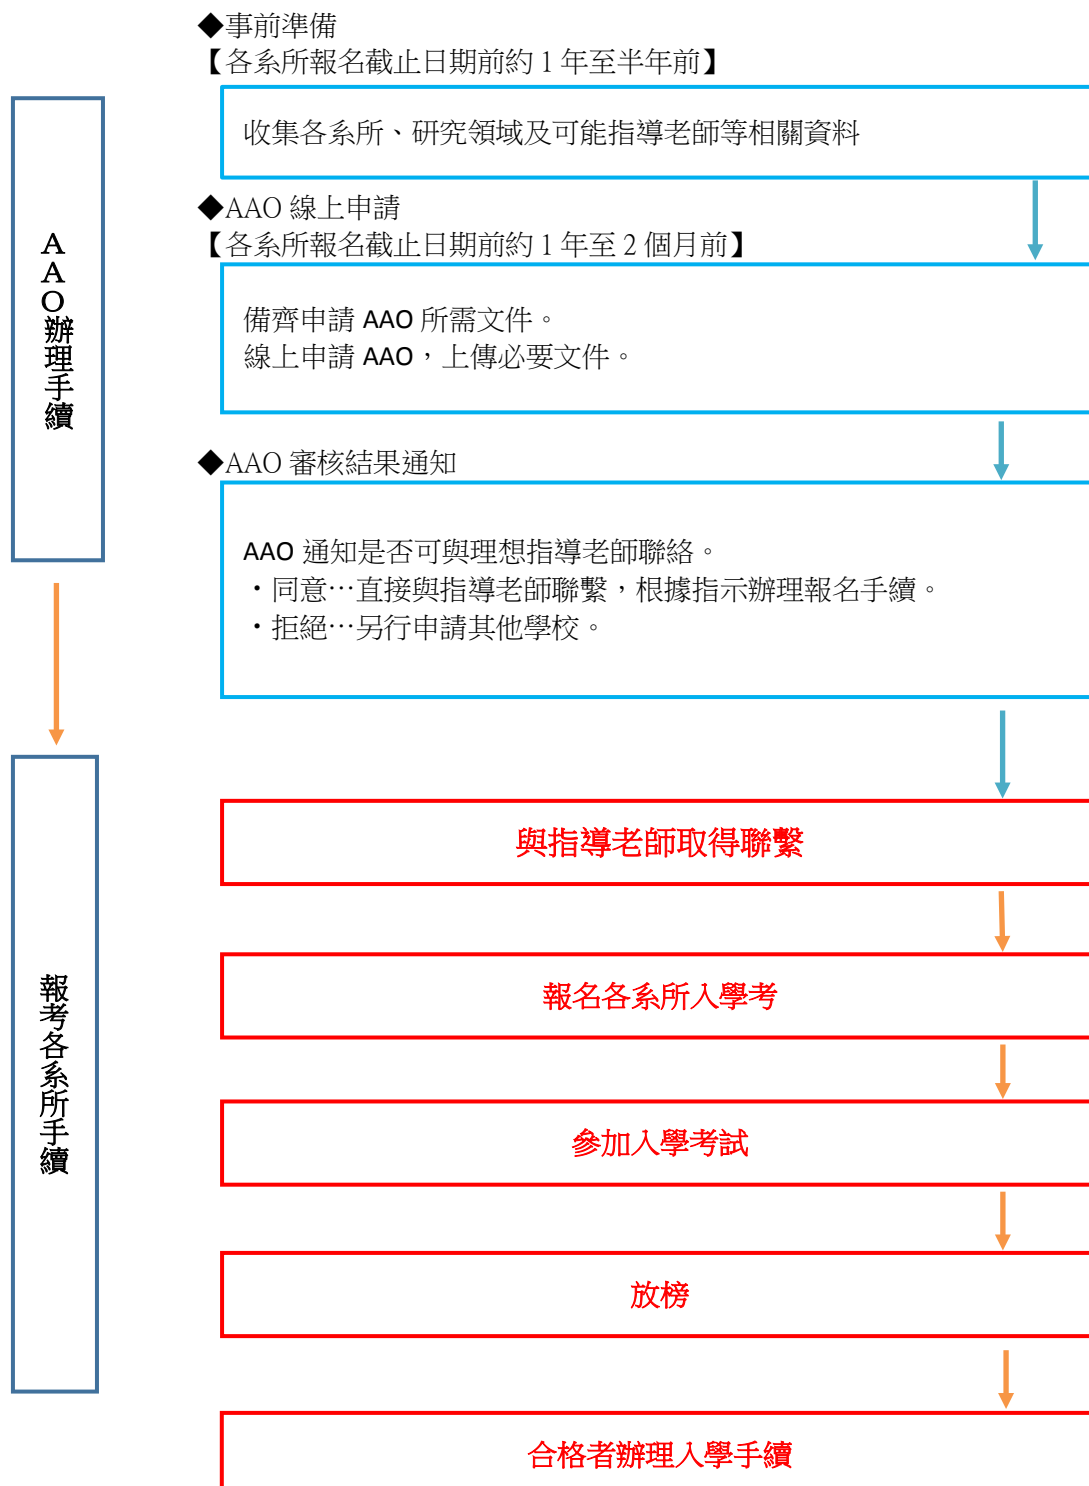 ◆事前準備
【各系所報名截止日期前約 1 年至半年前】
收集各系所、研究領域及可能指導老師等相關資料
◆AAO 線上申請
【各系所報名截止日期前約 1 年至 2 個月前】
備齊申請 AAO 所需文件。
線上申請 AAO，上傳必要文件。
◆AAO 審核結果通知
AAO 通知是否可與理想指導老師聯絡。
・同意…直接與指導老師聯繫，根據指示辦理報名手續。
・拒絕…另行申請其他學校。
AAO辦理手續
與指導老師取得聯繫
報名各系所入學考
參加入學考試
放榜
合格者辦理入學手續
報考各系所手續